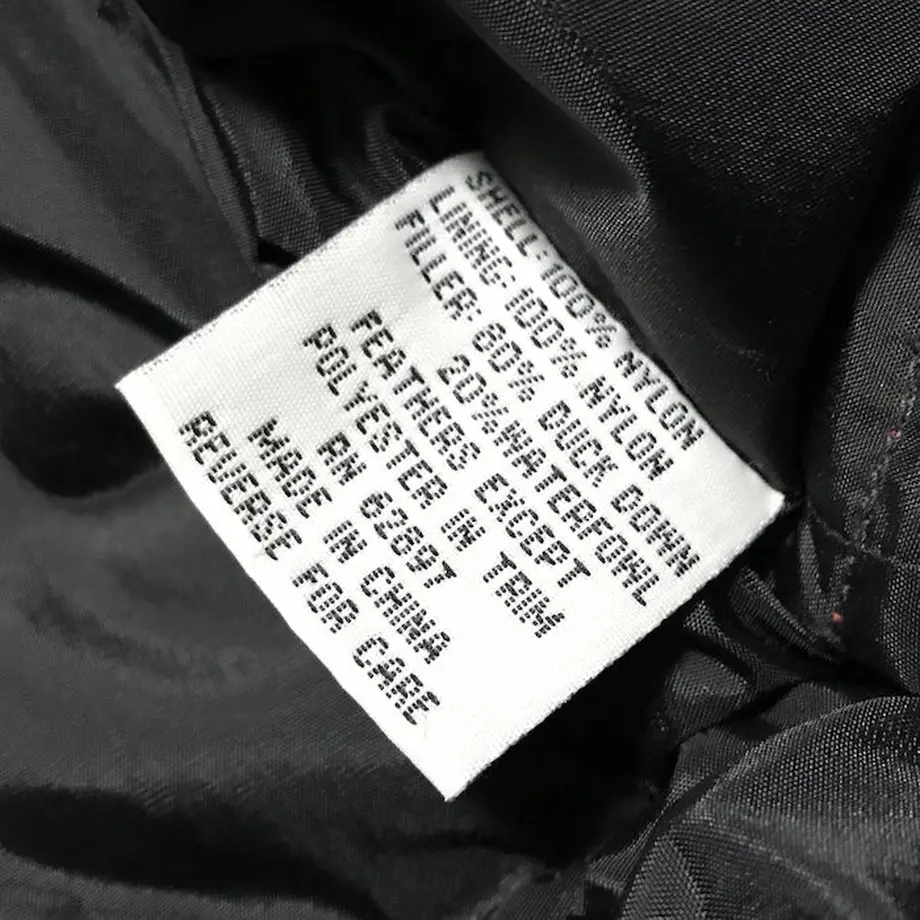 SHELL: 100% NYLON
LINING: 100% NYLON
FILLER: 80% DUCK DOWN
20%WATERFOWL
FEATHERS EXCEPT
POLYESTER IN TRIM
RN 62897
MADE IN CHINA
REVERSE FOR CARE